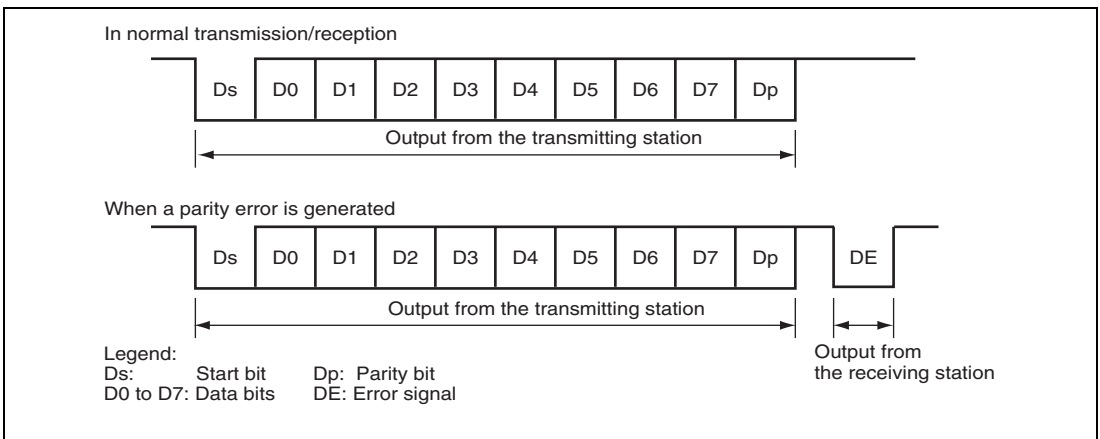 In normal transmission/reception
Ds D0 D1 D2 D3 D4 D5 D6 D7 Dp
Output from the transmitting station
When a parity error is generated
Ds D0 D1 D2 D3 D4 D5 D6 D7 Dp DE
Output from the transmitting station
Output from
the receiving station
Legend:
Ds: Start bit Dp: Parity bit
D0 to D7: Data bits DE: Error signal